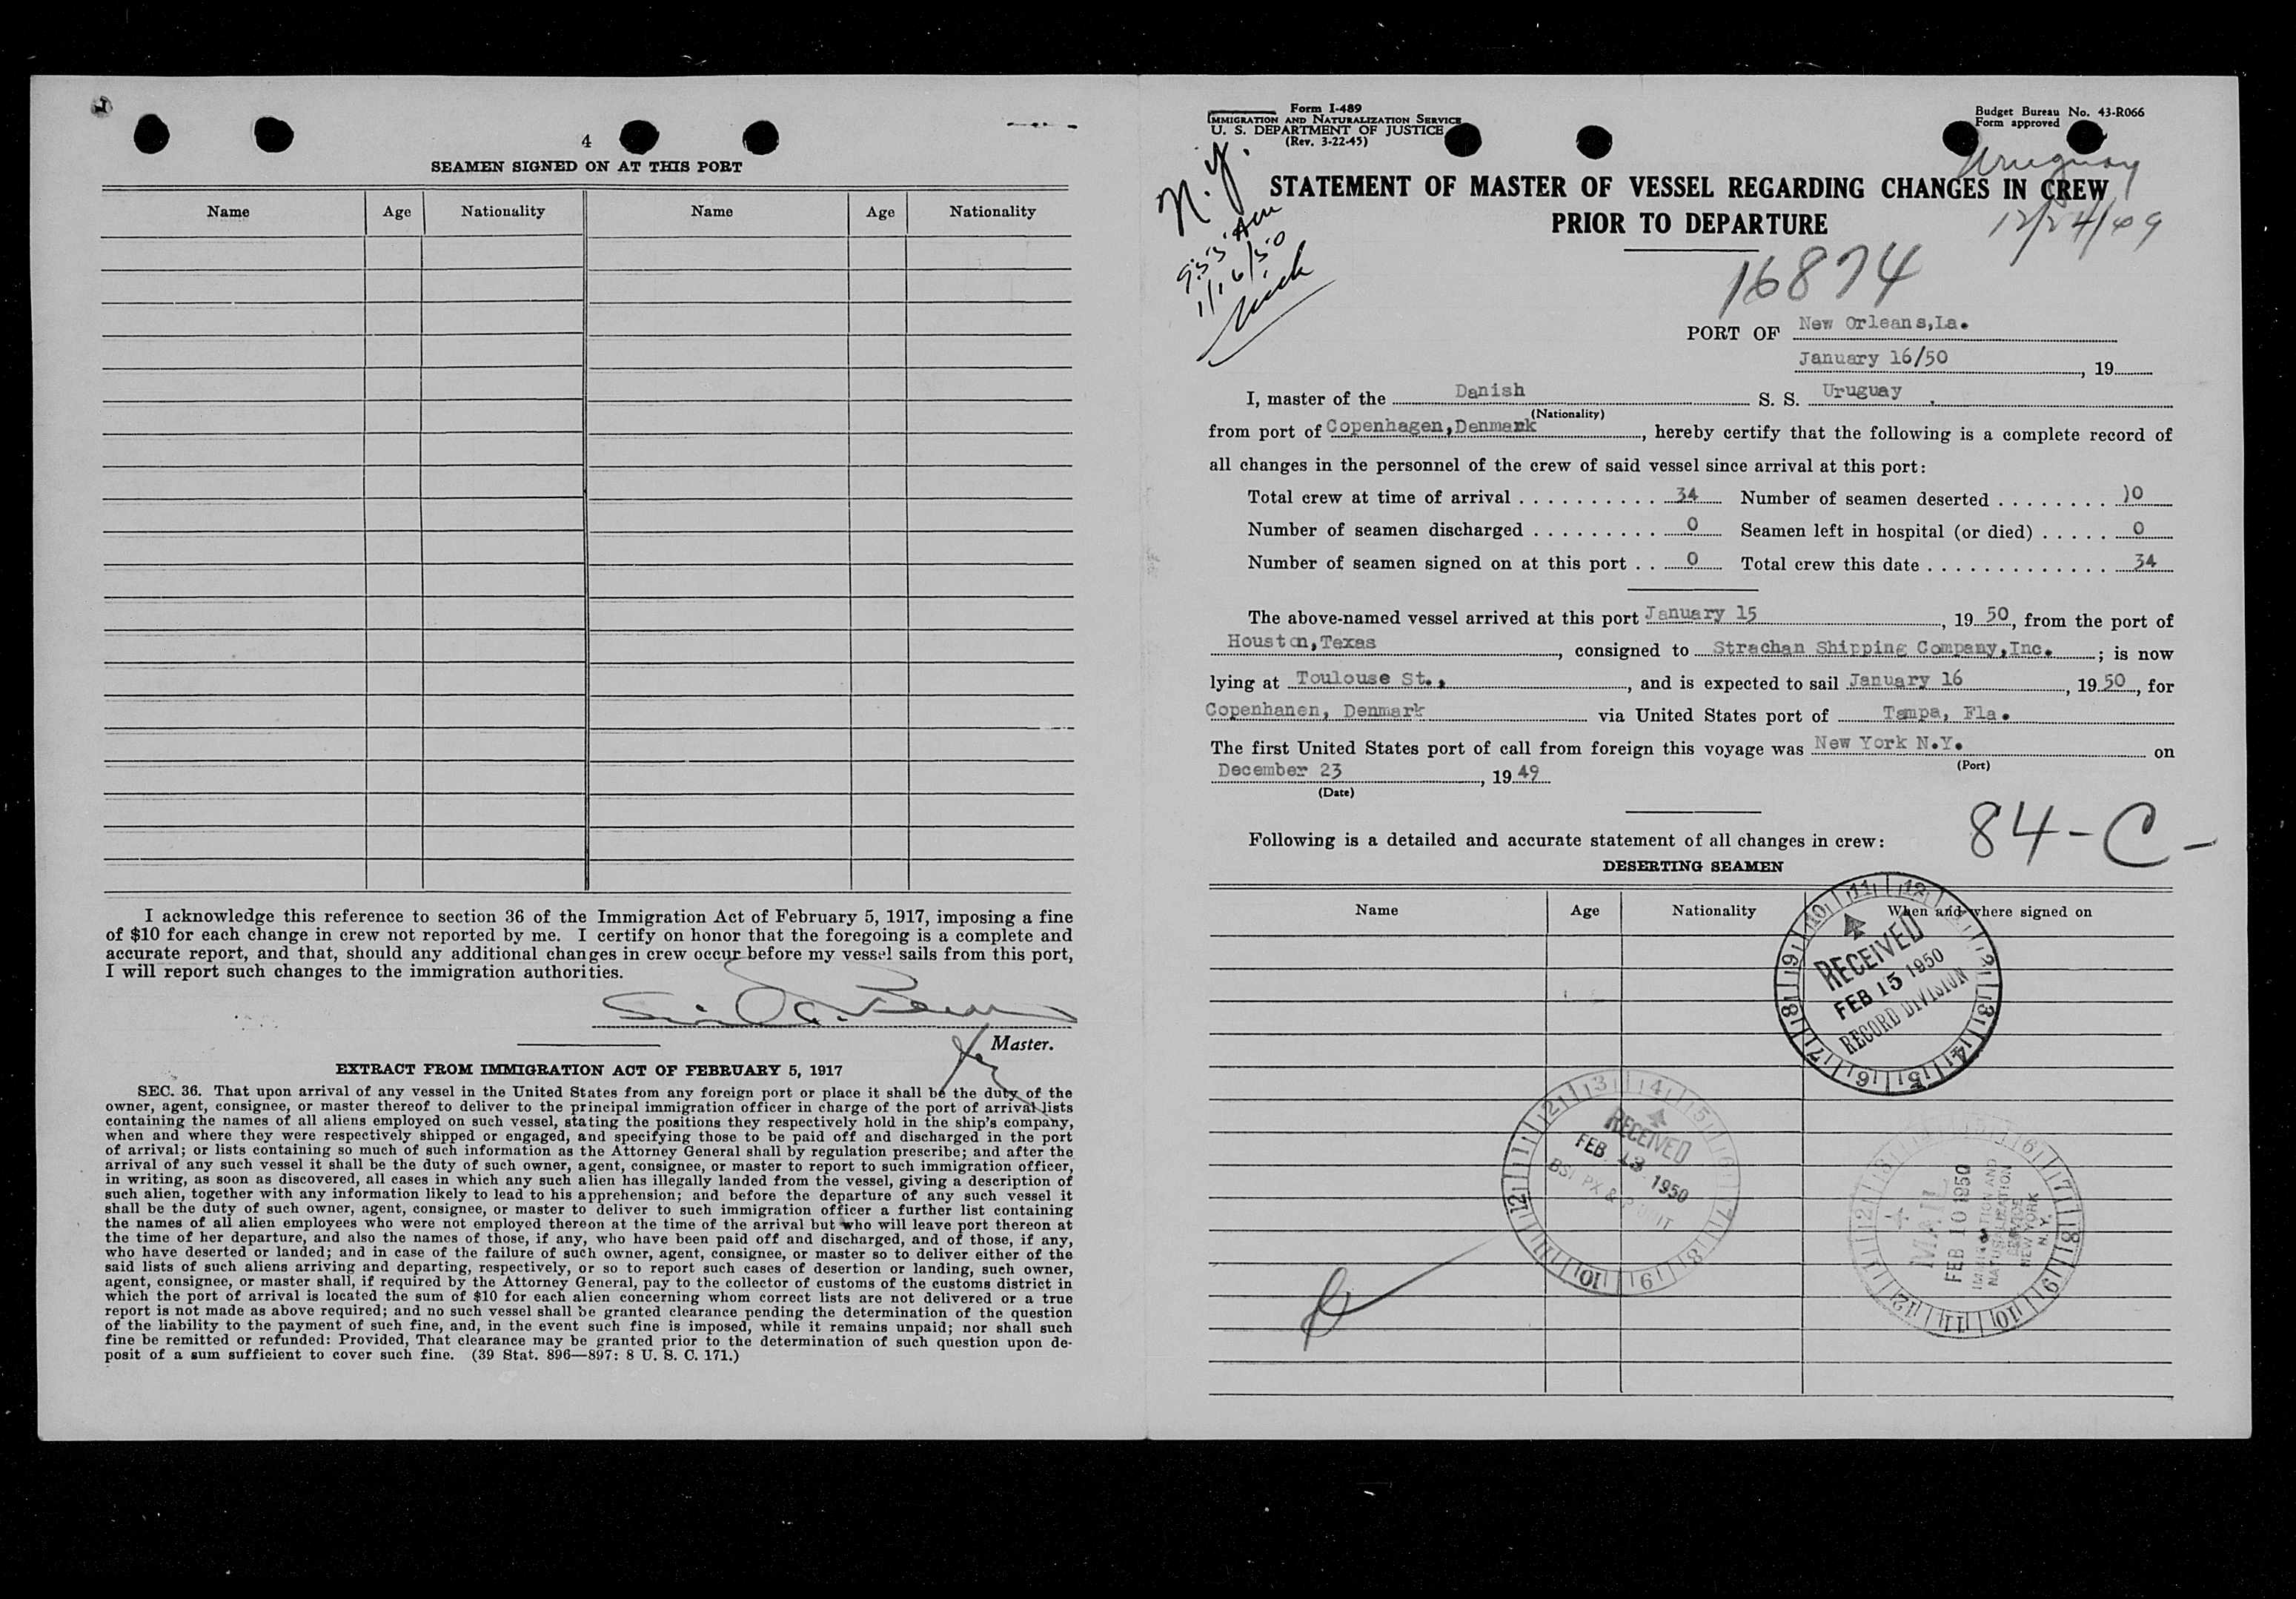 4
SEAMEN SIGNED ON AT THIS PORT
Name Age Nationality Name Age Nationality
I acknowledge this reference to section 36 of the Immigration Act of February 5, 1917, imposing a fine
of $10 for each change in crew not reported by me. I certify on honor that the foregoing is a complete and
accurate report, and that, should any additional changes in crew occur before my vessel sails from this port,
I will report such changes to the immigration authorities.
Master.
EXTRACT FROM IMMIGRATION ACT OF FEBRUARY 5, 1917
SEC. 36. That upon arrival of any vessel in the United States from any foreign port or place it shall be the duty of the
owner, agent, consignee, or master thereof to deliver to the principal immigration officer in charge of the port of arrival lists
containing the names of all aliens employed on such vessel, stating the positions they respectively hold in the ship's company,
when and where they were respectively shipped or engaged, and specifying those to be paid off and discharged in the port
of arrival; or lists containing so much of such information as the Attorney General shall by regulation prescribe; and after the
arrival of any such vessel it shall be the duty of such owner, agent, consignee, or master to report to such immigration officer,
in writing, as soon as discovered, all cases in which any such alien has illegally landed from the vessel, giving a description of
such alien, together with any information likely to lead to his apprehension; and before the departure of any such vessel it
shall be the duty of such owner, agent, consignee, or master to deliver to such immigration officer a further list containing
the names of all alien employees who were not employed thereon at the time of the arrival but who will leave port thereon at
the time of her departure, and also the names of those, if any, who have been paid off and discharged, and of those, if any,
who have deserted or landed; and in case of the failure of such owner, agent, consignee, or master so to deliver either of the
said lists of such aliens arriving and departing, respectively, or so to report such cases of desertion or landing, such owner,
agent, consignee, or master shall, if required by the Attorney General, pay to the collector of customs of the customs district in
which the port of arrival is located the sum of $10 for each alien concerning whom correct lists are not delivered or a true
report is not made as above required; and no such vessel shall be granted clearance pending the determination of the question
of the liability to the payment of such fine, and, in the event such fine is imposed, while it remains unpaid; nor shall such
fine be remitted or refunded: Provided, That clearance may be granted prior to the determination of such question upon de-
posit of a sum sufficient to cover such fine. (39 Stat. 896—897: 8 U. S. C. 171.)
Form I-489
IMMIGRATION AND NATURALIZATION SERVICE
U. S. DEPARTMENT OF JUSTICE
(Rev. 3-22-45)
Budget Bureau No. 43-R066
Form approved
Uruguay
12/24/49
N.Y.
1/16/50
STATEMENT OF MASTER OF VESSEL REGARDING CHANGES IN CREW
PRIOR TO DEPARTURE
16874
PORT OF New Orleans,La.
January 16/50, 19
I, master of the Danish S. S. Uruguay
(Nationality)
from port of Copenhagen,Denmark, hereby certify that the following is a complete record of
all changes in the personnel of the crew of said vessel since arrival at this port:
Total crew at time of arrival 34 Number of seamen deserted )0
Number of seamen discharged 0 Seamen left in hospital (or died) 0
Number of seamen signed on at this port 0 Total crew this date 34
The above-named vessel arrived at this port January 15, 19 50, from the port of
Houston,Texas, consigned to Strachan Shipping Company,Inc. ; is now
lying at Toulouse St., , and is expected to sail January 16, 19 50, for
Copenhanen, Denmark via United States port of Tampa, Fla.
The first United States port of call from foreign this voyage was New York N.Y. on
(Port)
December 23, 19 49
(Date)
84-C-
Following is a detailed and accurate statement of all changes in crew:
DESERTING SEAMEN
Name Age Nationality When and where signed on
RECEIVED
FEB 15 1950
RECORD DIVISION
RECEIVED
FEB. 13 1950
MAIL
FEB 10 1950
IMMIGRATION AND
NATURALIZATION
SERVICE
NEW YORK
N. Y.